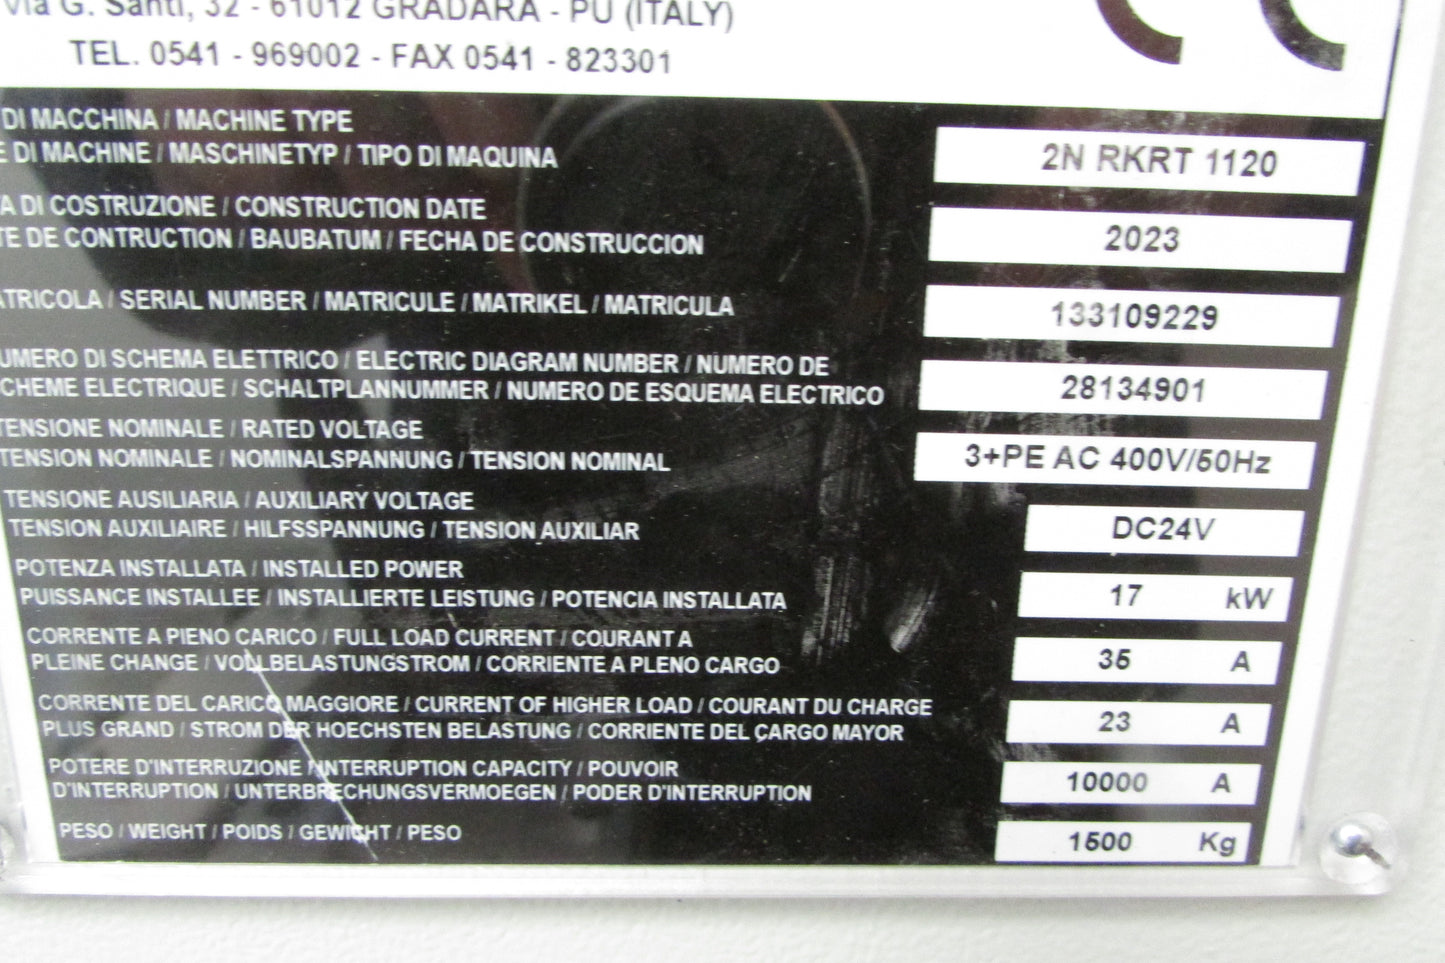 Via G. Santi, 32 - 61012 GRADARA - PU (ITALY)
TEL. 0541 - 969002 - FAX 0541 - 823301
DI MACCHINA / MACHINE TYPE
DI MACHINE / MASCHINETYP / TIPO DI MAQUINA
2N RKRT 1120
DI COSTRUZIONE / CONSTRUCTION DATE
DE CONTRUCTION / BAUBATUM / FECHA DE CONSTRUCCION
2023
ATRICOLA / SERIAL NUMBER / MATRICULE / MATRIKEL / MATRICULA
133109229
UMERO DI SCHEMA ELETTRICO / ELECTRIC DIAGRAM NUMBER / NUMERO DE
CHEME ELECTRIQUE / SCHALTPLANNUMMER / NUMERO DE ESQUEMA ELECTRICO
28134901
TENSIONE NOMINALE / RATED VOLTAGE
TENSION NOMINALE / NOMINALSPANNUNG / TENSION NOMINAL
3+PE AC 400V/50Hz
TENSIONE AUSILIARIA / AUXILIARY VOLTAGE
TENSION AUXILIAIRE / HILFSSPANNUNG / TENSION AUXILIAR
DC24V
POTENZA INSTALLATA / INSTALLED POWER
PUISSANCE INSTALLEE / INSTALLIERTE LEISTUNG / POTENCIA INSTALLATA
17 kW
CORRENTE A PIENO CARICO / FULL LOAD CURRENT / COURANT A
PLEINE CHANGE / VOLLBELASTUNGSTROM / CORRIENTE A PLENO CARGO
35 A
CORRENTE DEL CARICO MAGGIORE / CURRENT OF HIGHER LOAD / COURANT DU CHARGE
PLUS GRAND / STROM DER HOECHSTEN BELASTUNG / CORRIENTE DEL ÇARGO MAYOR
23 A
POTERE D'INTERRUZIONE / INTERRUPTION CAPACITY / POUVOIR
D'INTERRUPTION / UNTERBRECHUNGSVERMOEGEN / PODER D'INTERRUPTION
10000 A
PESO / WEIGHT / POIDS / GEWICHT / PESO
1500 Kg